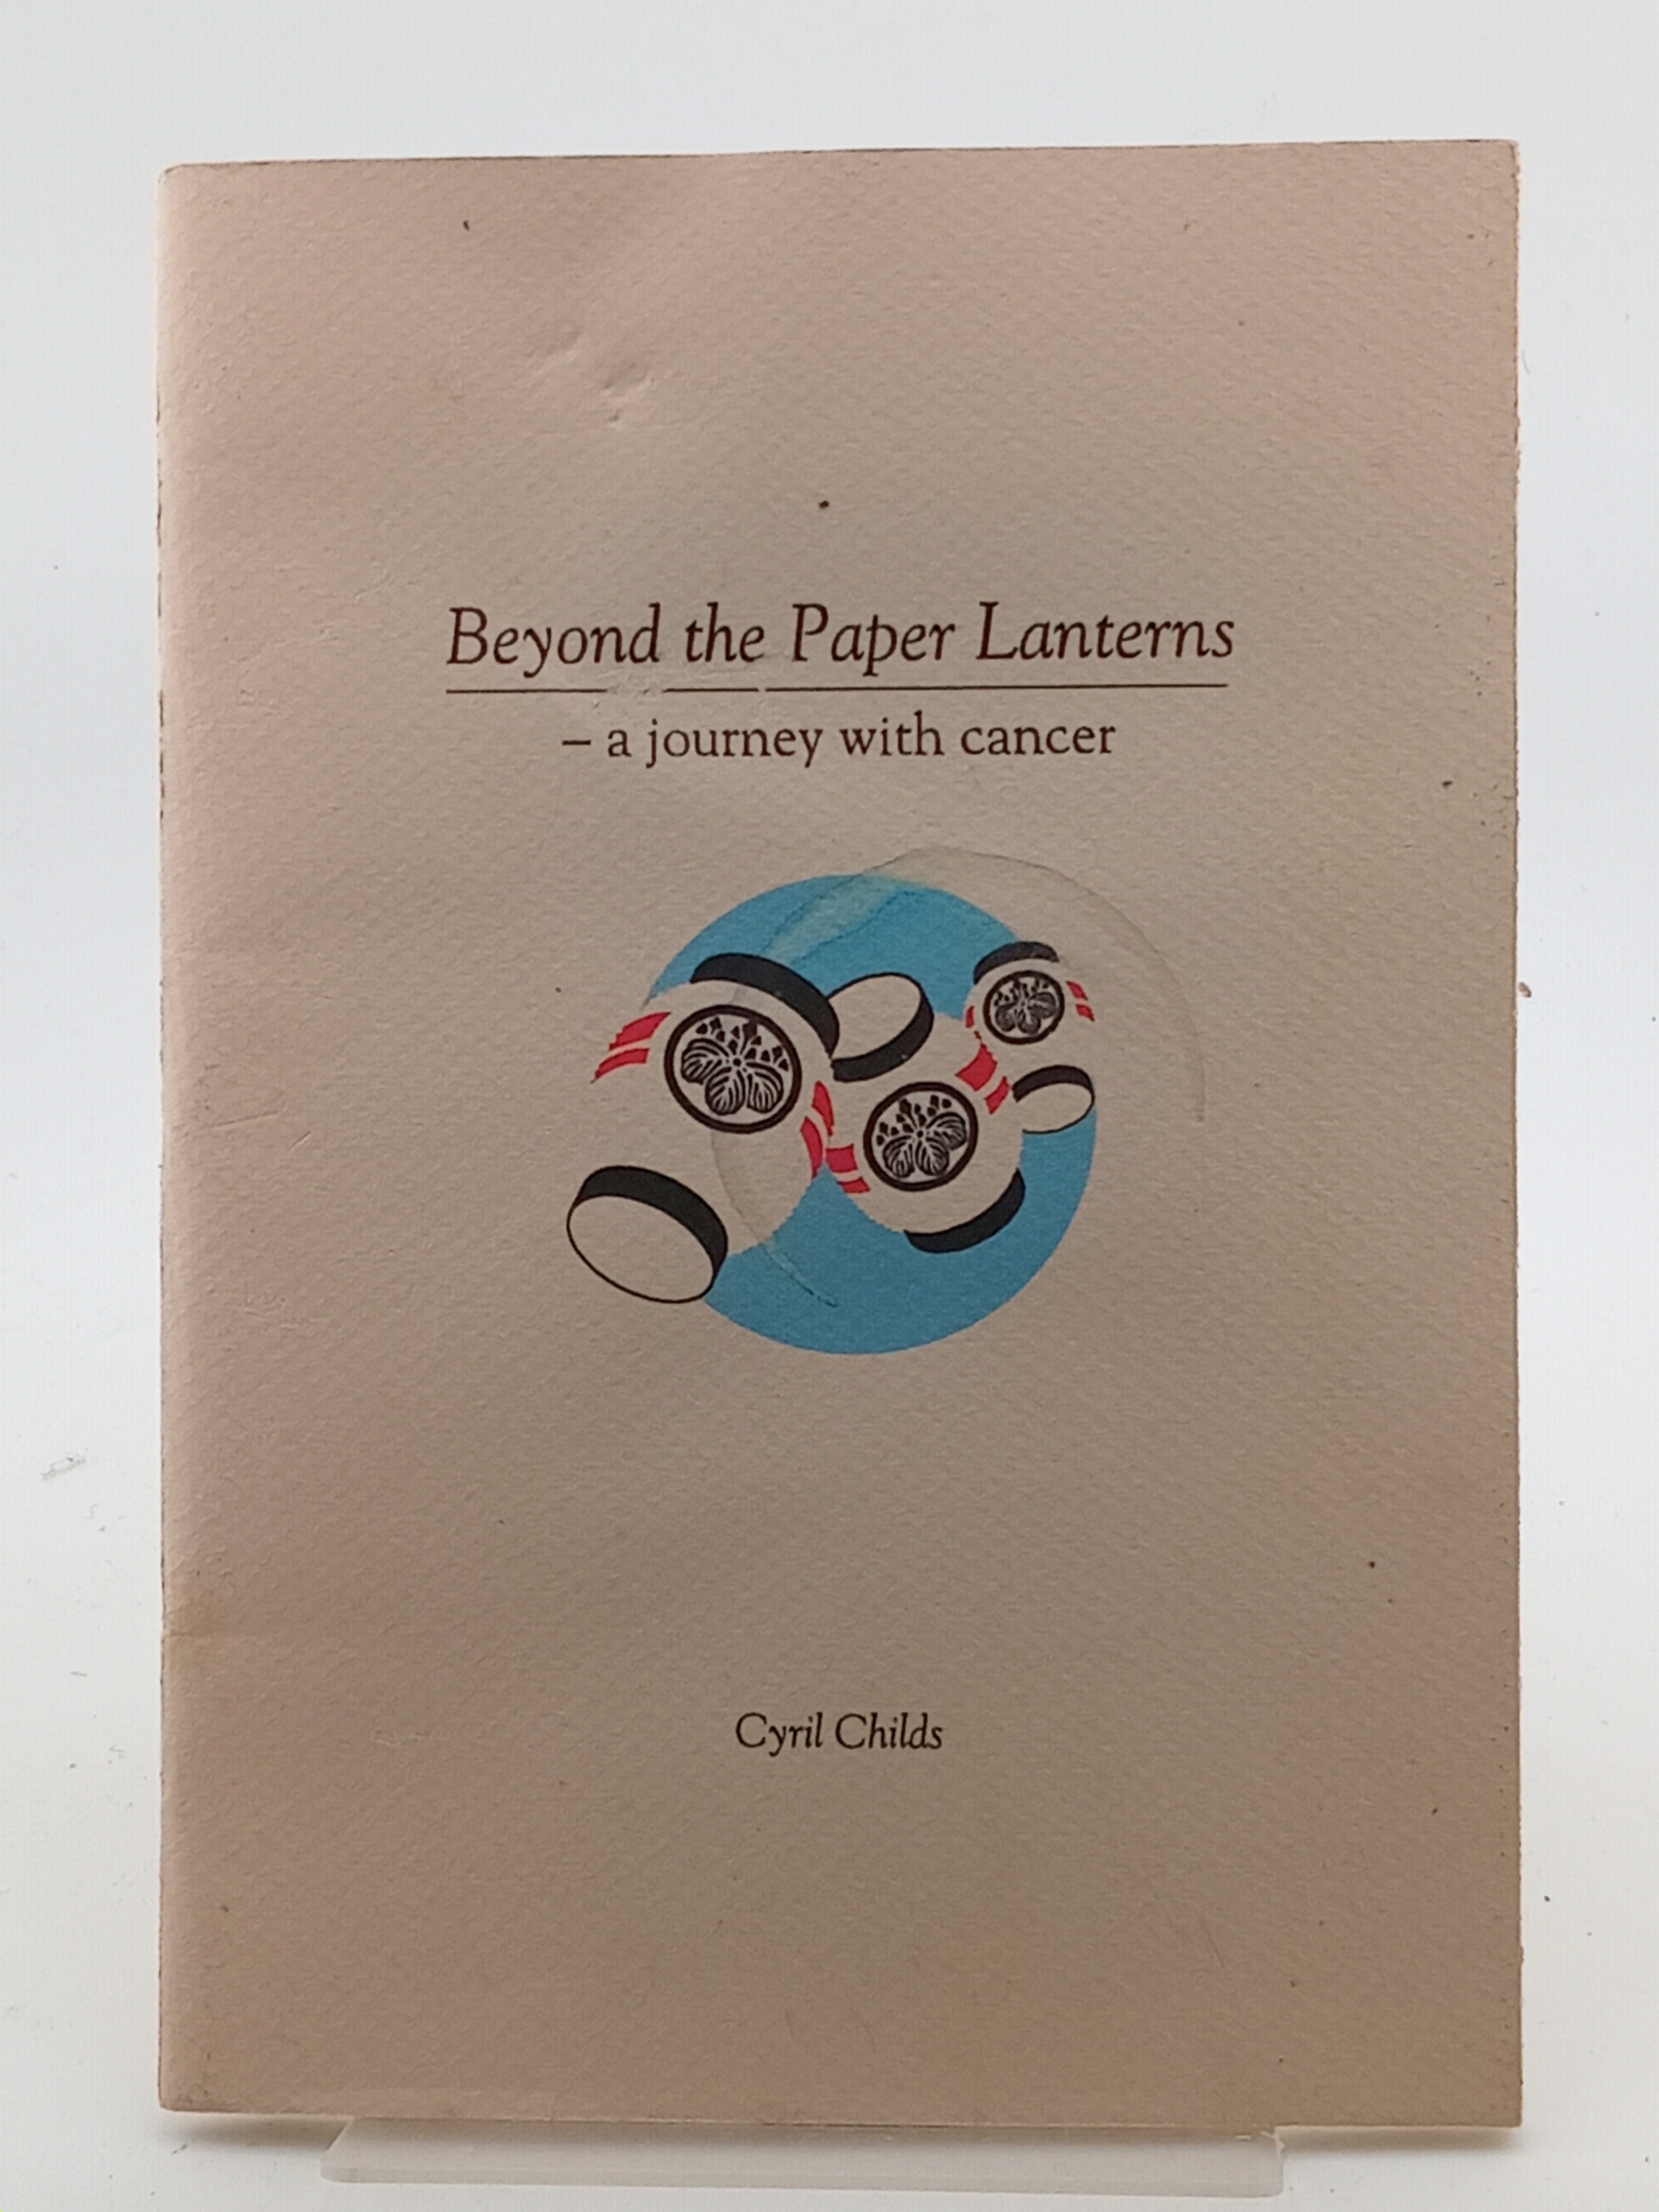 Beyond the Paper Lanterns
– a journey with cancer
Cyril Childs